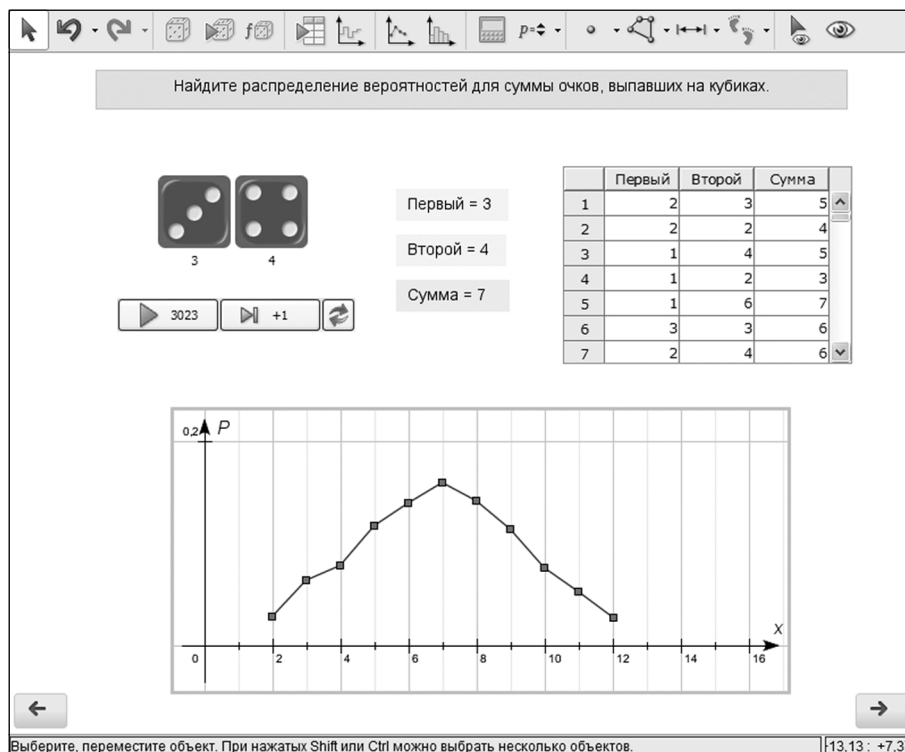 p=
Найдите распределение вероятностей для суммы очков, выпавших на кубиках.
3 4
3023 +1
Первый = 3
Второй = 4
Сумма = 7
Первый Второй Сумма
1 2 3 5
2 2 2 4
3 1 4 5
4 1 2 3
5 1 6 7
6 3 3 6
7 2 4 6
0,2 P
X
0 2 4 6 8 10 12 14 16
Выберите, переместите объект. При нажатых Shift или Ctrl можно выбрать несколько объектов.